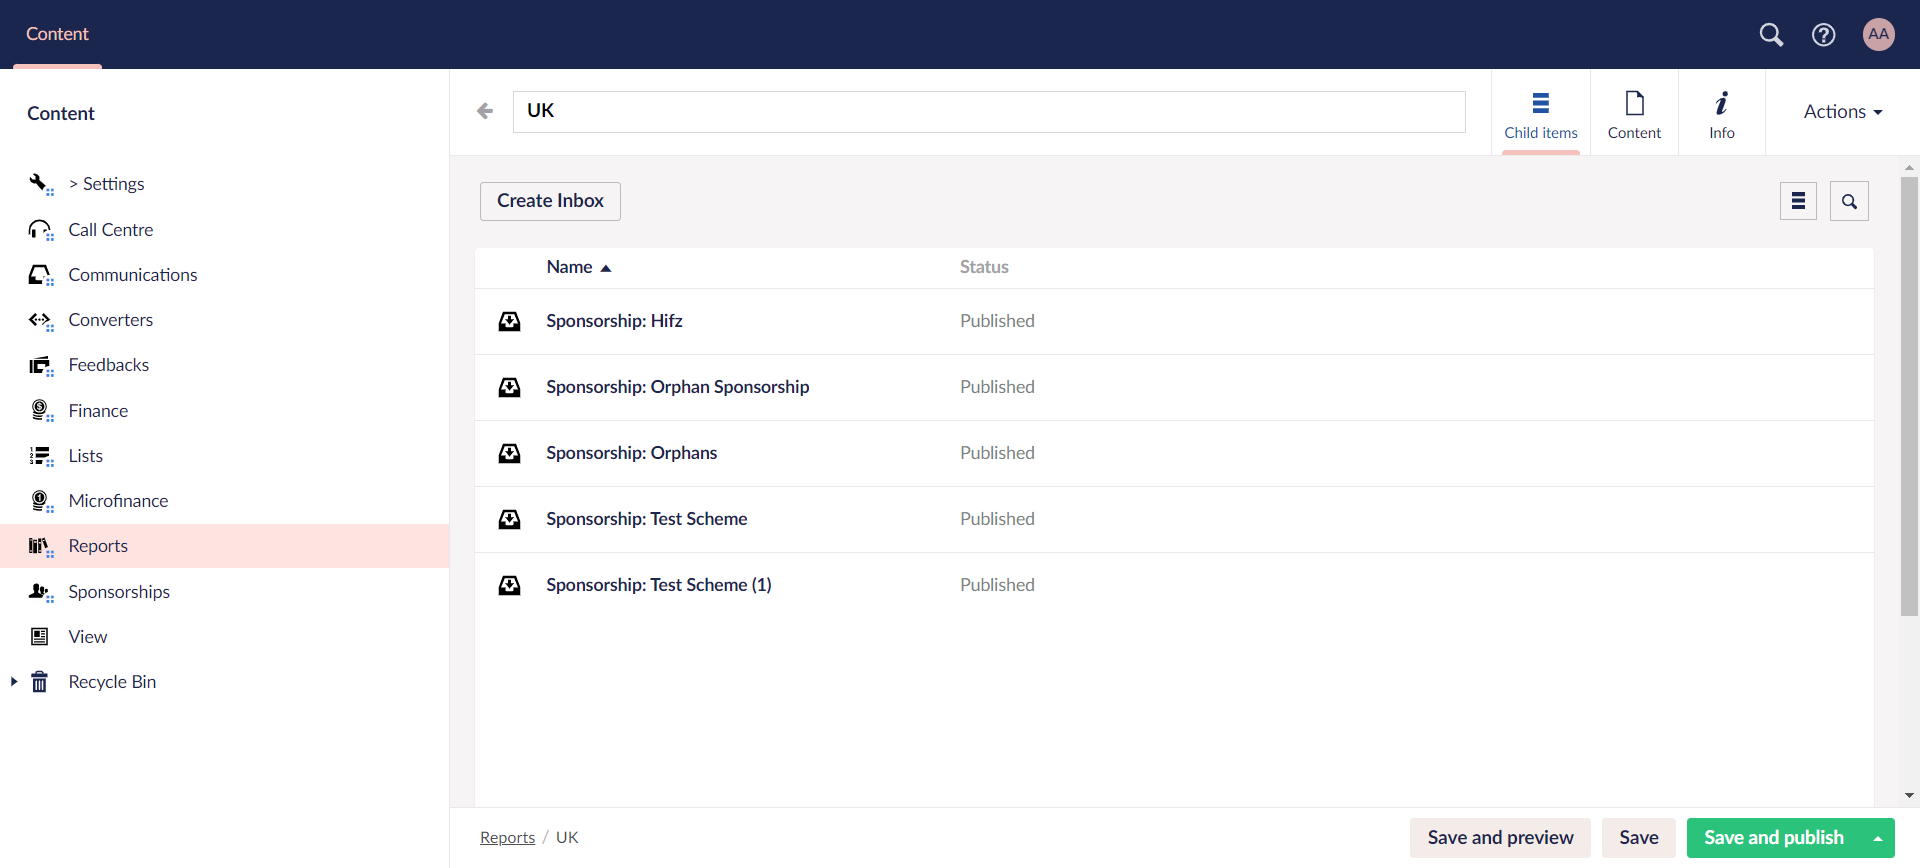 Content
AA
Content
> Settings
Call Centre
Communications
Converters
Feedbacks
Finance
Lists
Microfinance
Reports
Sponsorships
View
Recycle Bin
UK
Child items
Content
Info
Actions
Create Inbox
Name Status
Sponsorship: Hifz Published
Sponsorship: Orphan Sponsorship Published
Sponsorship: Orphans Published
Sponsorship: Test Scheme Published
Sponsorship: Test Scheme (1) Published
Reports / UK
Save and preview
Save
Save and publish